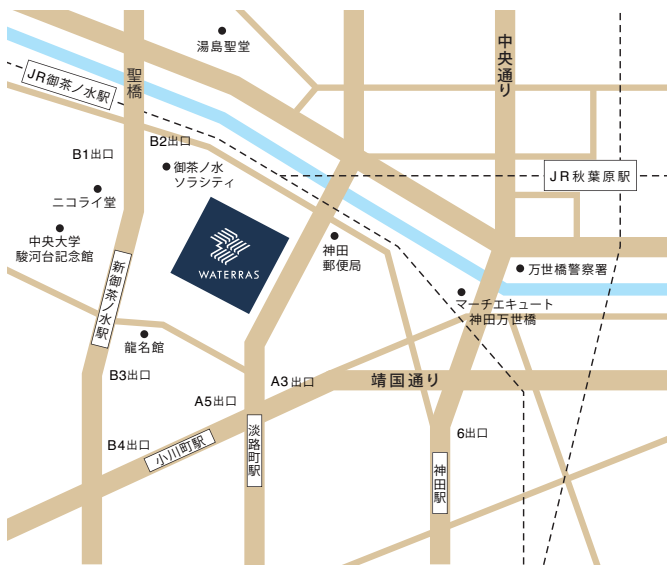 湯島聖堂
中央通り
聖橋
JR御茶ノ水駅
B2出口
B1出口
御茶ノ水
ソラシティ
JR秋葉原駅
ニコライ堂
中央大学
駿河台記念館
WATERRAS
神田
郵便局
万世橋警察署
新御茶ノ水駅
マーチエキュート
神田万世橋
龍名館
B3出口
A3出口
靖国通り
A5出口
淡路町駅
6出口
B4出口
小川町駅
神田駅